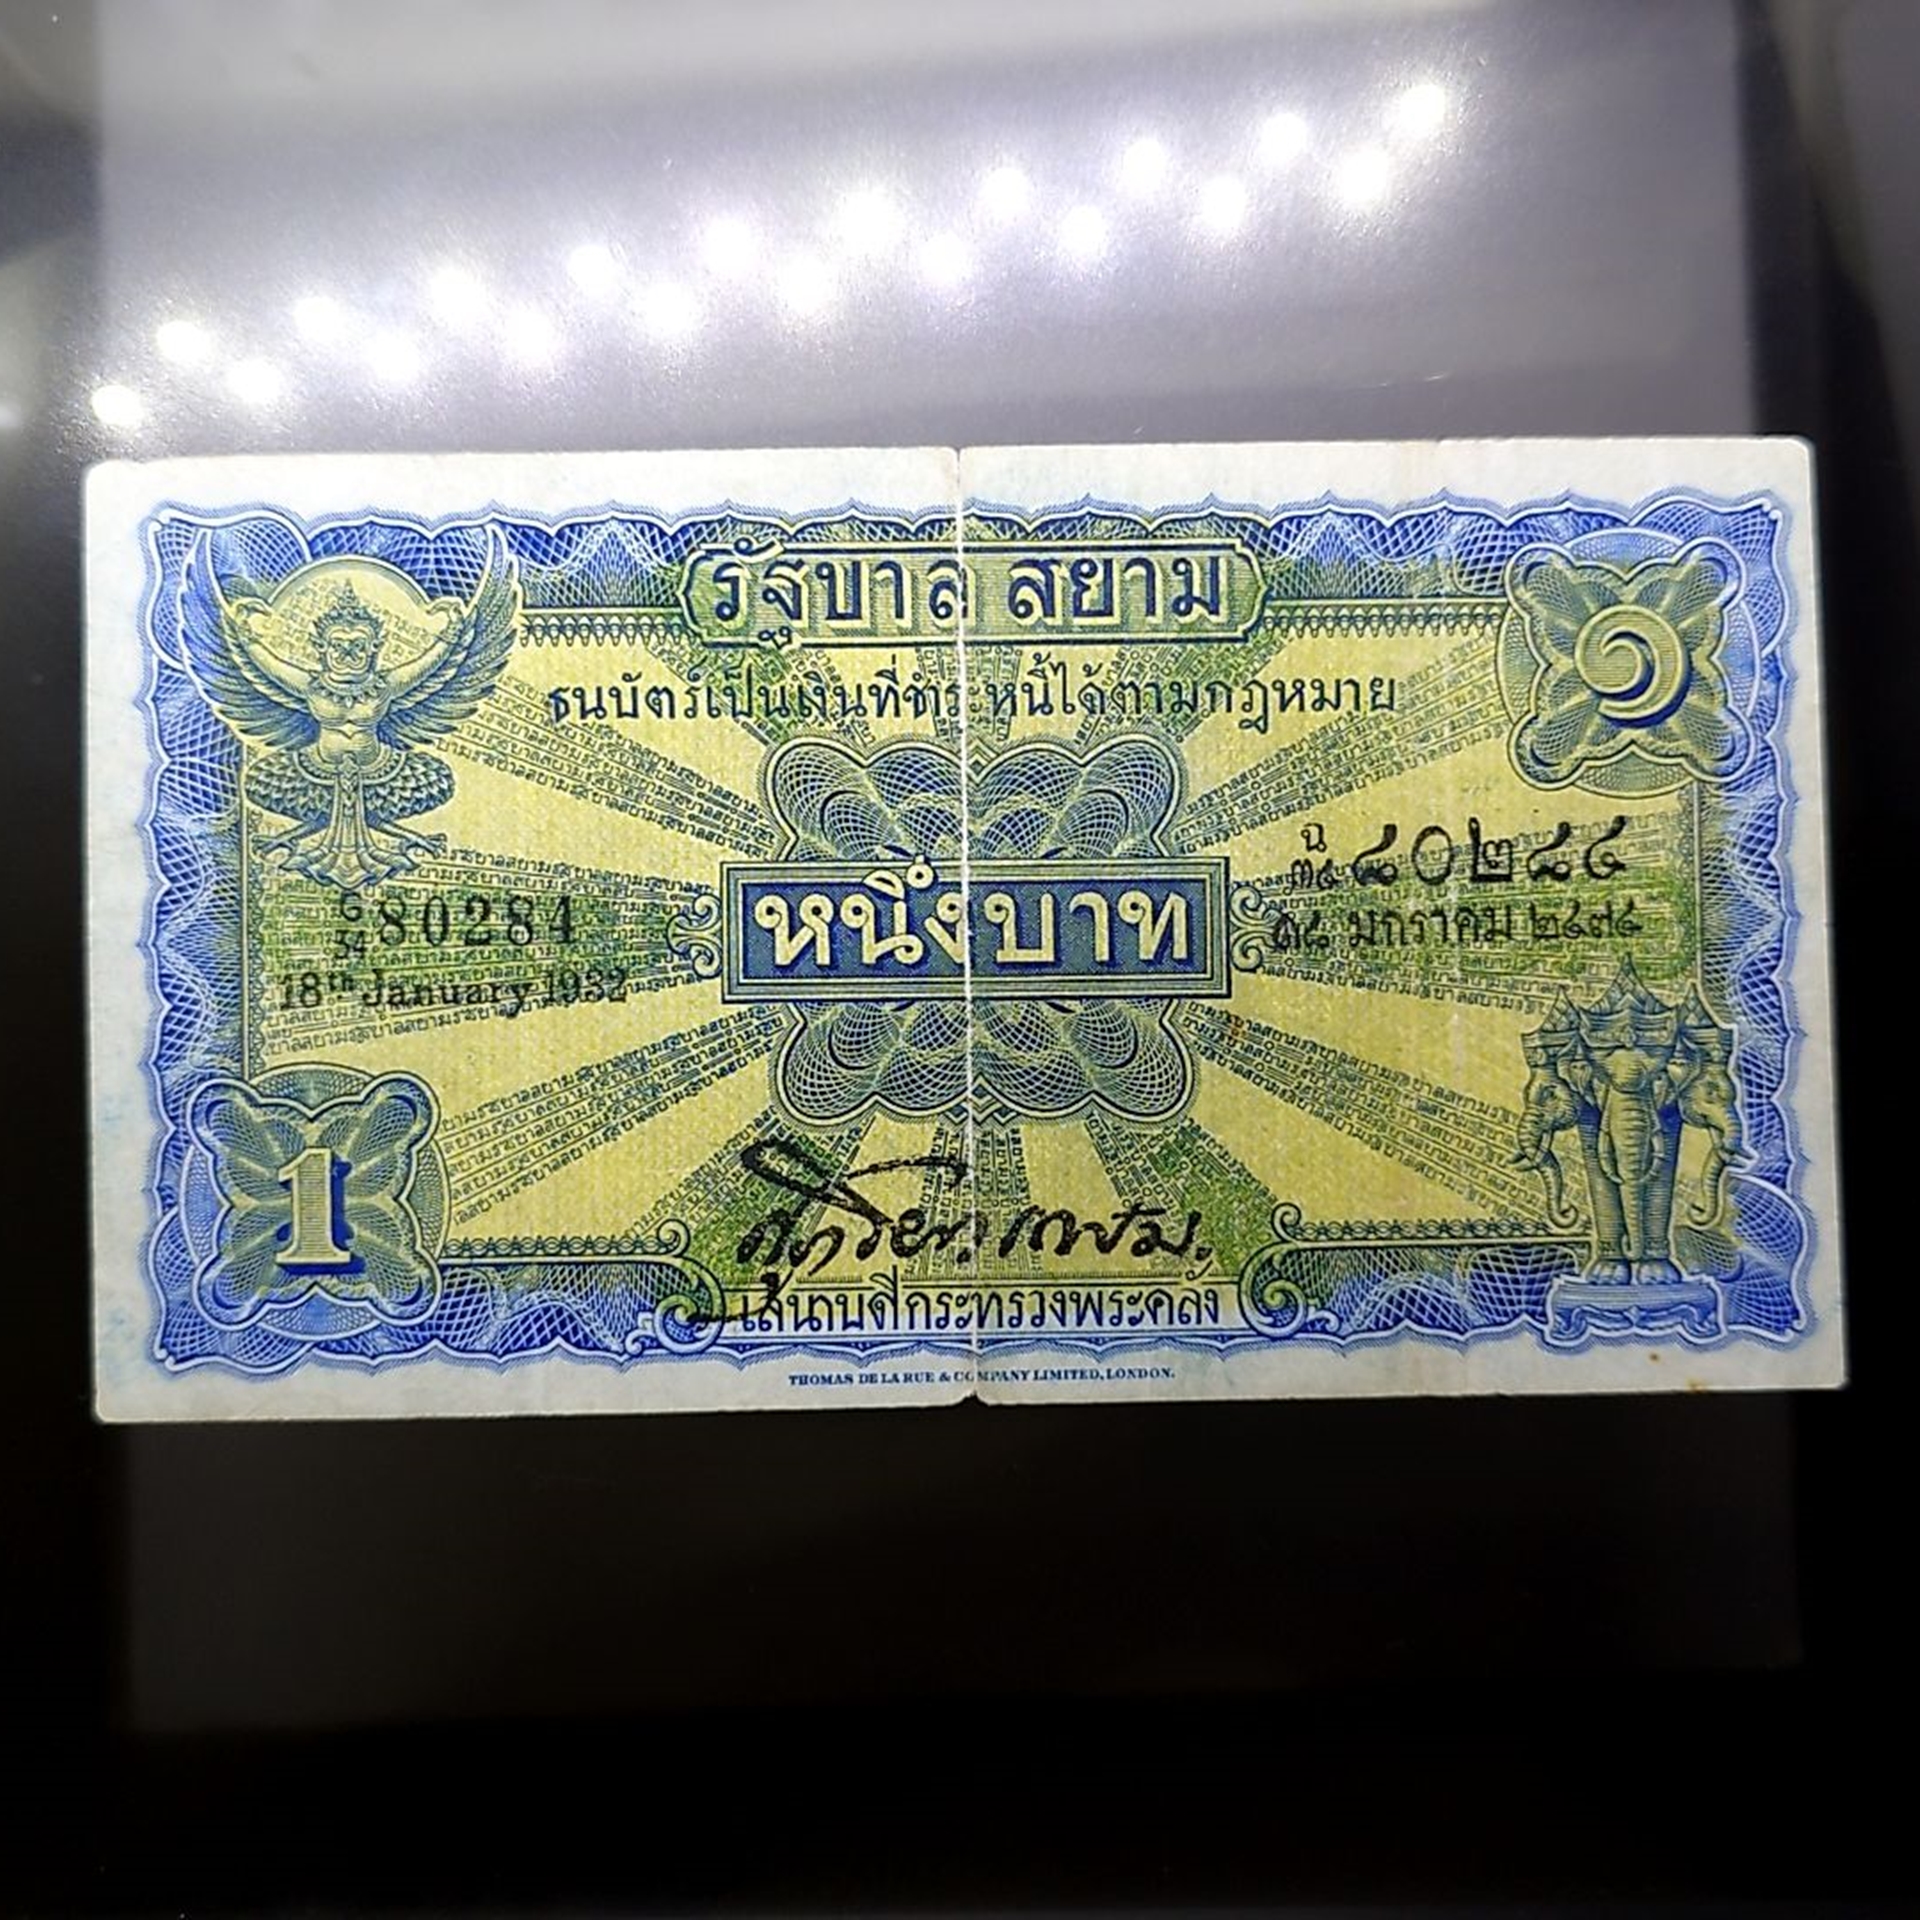 รัฐบาล สยาม
๑
ธนบัตร์เป็นเงินที่ชำระหนี้ได้ตามกฎหมาย
ฉ
๓๔ ๘๐๒๘๔
G
34 80284
หนึ่งบาท
๑๘ มกราคม ๒๔๗๔
18th January 1932
1
เสนาบดีกระทรวงพระคลัง
THOMAS DE LA RUE & COMPANY LIMITED, LONDON.